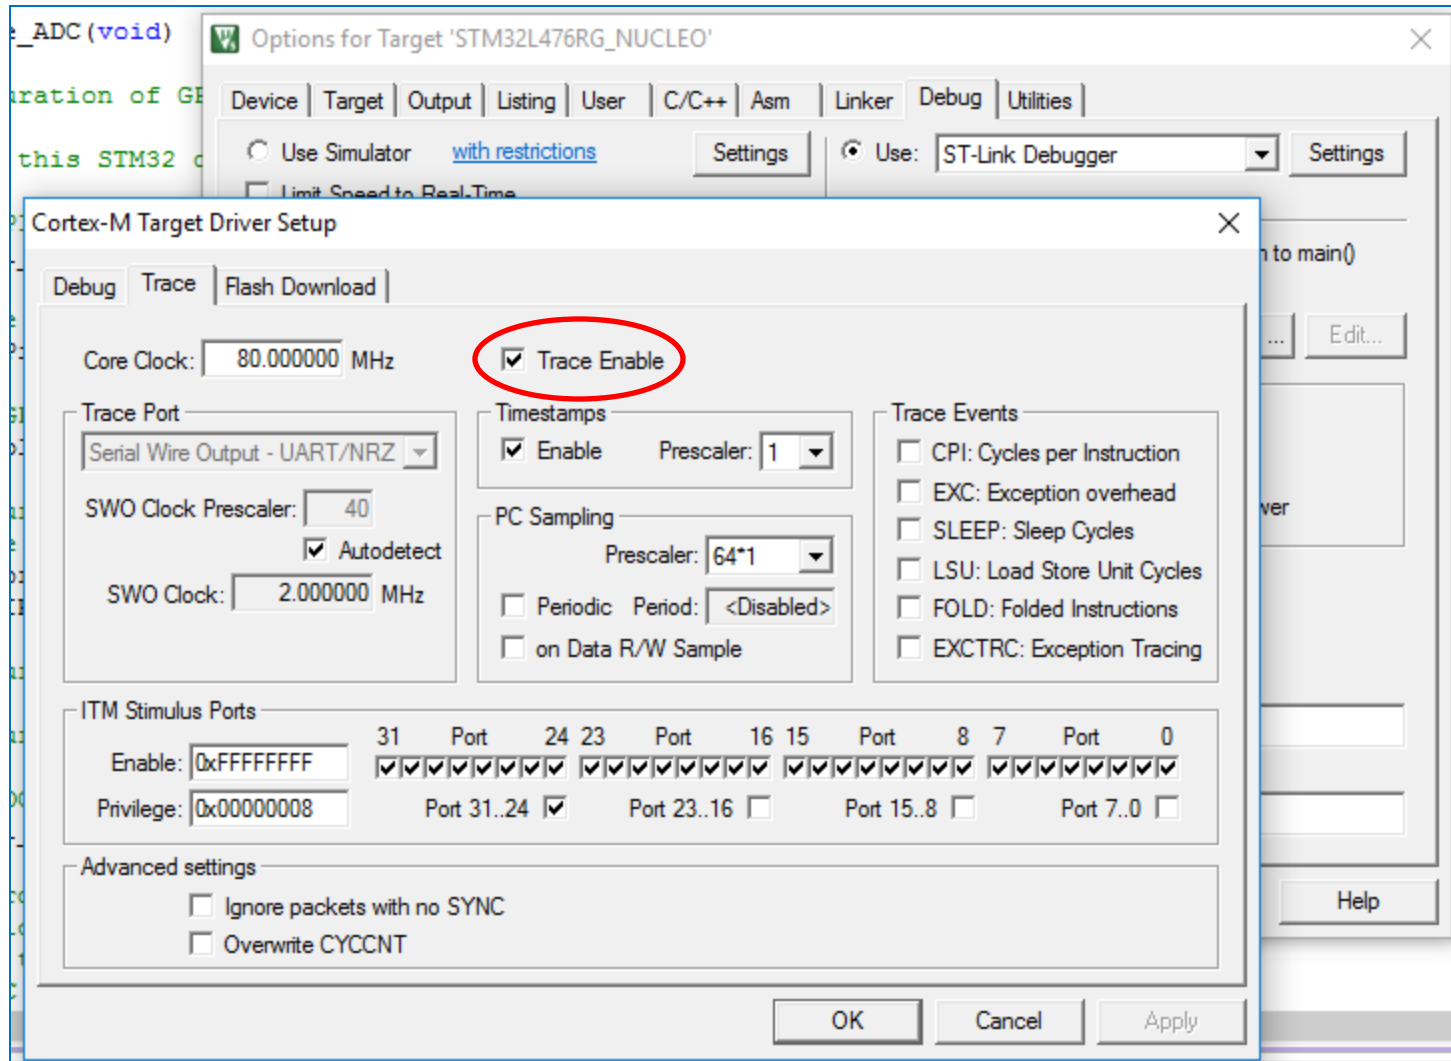 _ADC(void)
Options for Target 'STM32L476RG_NUCLEO'
uration of
Device Target Output Listing User C/C++ Asm Linker Debug Utilities
this STM32
Use Simulator with restrictions Settings Use: ST-Link Debugger Settings
Limit Speed to Real-Time
Cortex-M Target Driver Setup
to main()
Debug Trace Flash Download
Core Clock: 80.000000 MHz Trace Enable
... Edit...
Trace Port Timestamps Trace Events
Serial Wire Output - UART/NRZ Enable Prescaler: 1 CPI: Cycles per Instruction
SWO Clock Prescaler: 40 EXC: Exception overhead
PC Sampling SLEEP: Sleep Cycles
Autodetect Prescaler: 64*1 LSU: Load Store Unit Cycles
SWO Clock: 2.000000 MHz Periodic Period: <Disabled> FOLD: Folded Instructions
on Data R/W Sample EXCTRC: Exception Tracing
ITM Stimulus Ports
31 Port 24 23 Port 16 15 Port 8 7 Port 0
Enable: 0xFFFFFFFF
Privilege: 0x00000008 Port 31..24 Port 23..16 Port 15..8 Port 7..0
Advanced settings
Ignore packets with no SYNC
Help
Overwrite CYCCNT
OK Cancel Apply